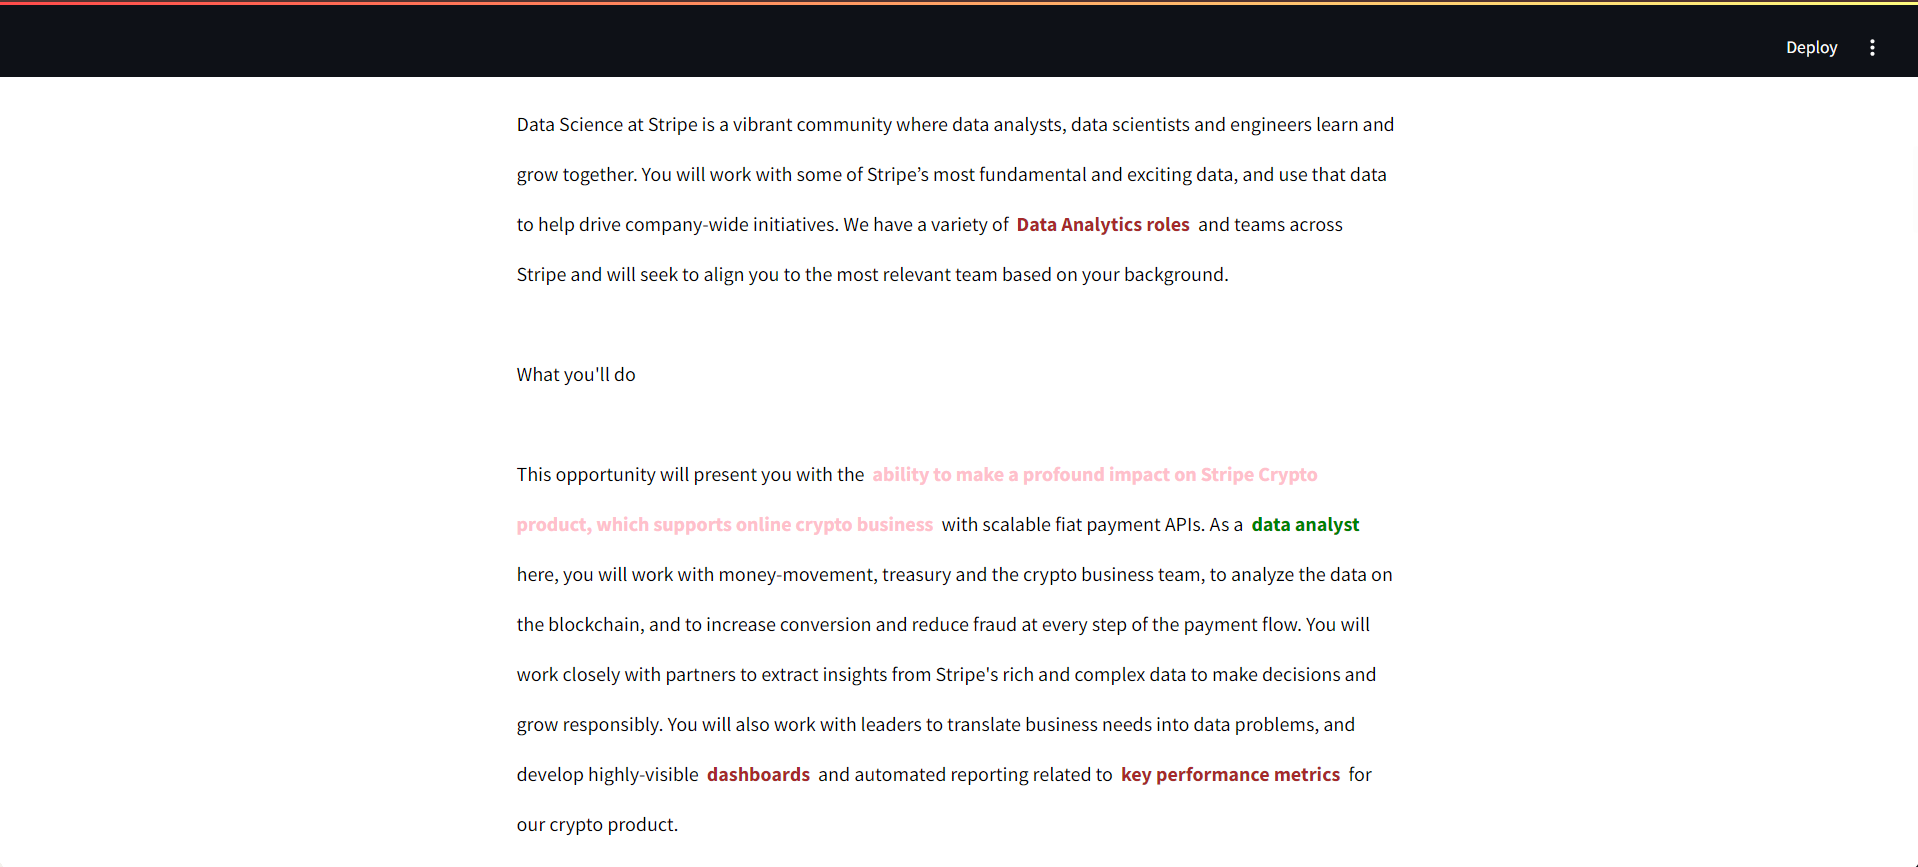 Deploy
Data Science at Stripe is a vibrant community where data analysts, data scientists and engineers learn and
grow together. You will work with some of Stripe’s most fundamental and exciting data, and use that data
to help drive company-wide initiatives. We have a variety of Data Analytics roles and teams across
Stripe and will seek to align you to the most relevant team based on your background.
What you'll do
This opportunity will present you with the ability to make a profound impact on Stripe Crypto
product, which supports online crypto business with scalable fiat payment APIs. As a data analyst
here, you will work with money-movement, treasury and the crypto business team, to analyze the data on
the blockchain, and to increase conversion and reduce fraud at every step of the payment flow. You will
work closely with partners to extract insights from Stripe's rich and complex data to make decisions and
grow responsibly. You will also work with leaders to translate business needs into data problems, and
develop highly-visible dashboards and automated reporting related to key performance metrics for
our crypto product.